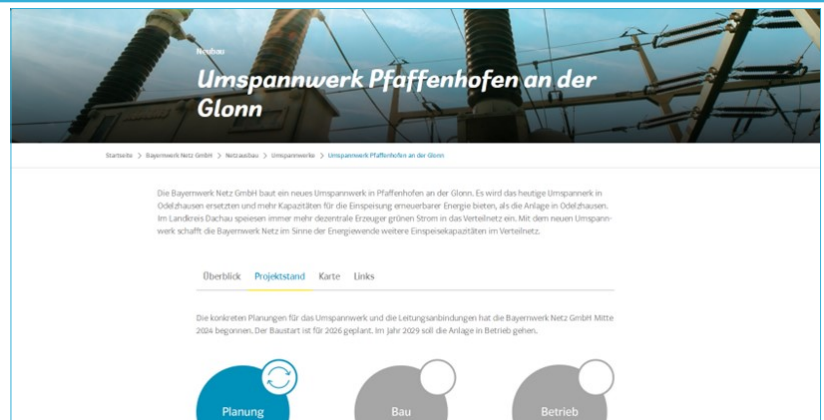 Neubau
Umspannwerk Pfaffenhofen an der
Glonn
Startseite > Bayernwerk Netz GmbH > Netzausbau > Umspannwerke > Umspannwerk Pfaffenhofen an der Glonn
Die Bayernwerk Netz GmbH baut ein neues Umspannwerk in Pfaffenhofen an der Glonn. Es wird das heutige Umspannerk in
Odelzhausen ersetzten und mehr Kapazitäten für die Einspeisung erneuerbarer Energie bieten, als die Anlage in Odelzhausen.
Im Landkreis Dachau speiesen immer mehr dezentrale Erzeuger grünen Strom in das Verteilnetz ein. Mit dem neuen Umspann-
werk schafft die Bayernwerk Netz im Sinne der Energiewende weitere Einspeisekapazitäten im Verteilnetz.
Überblick Projektstand Karte Links
Die konkreten Planungen für das Umspannwerk und die Leitungsanbindungen hat die Bayernwerk Netz GmbH Mitte
2024 begonnen. Der Baustart ist für 2026 geplant. Im Jahr 2029 soll die Anlage in Betrieb gehen.
Planung Bau Betrieb